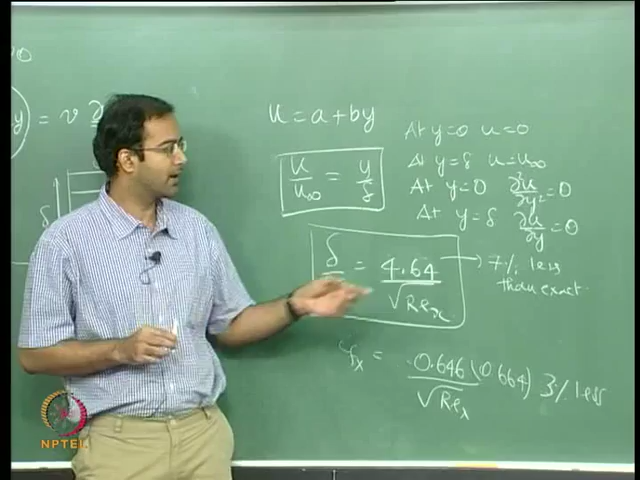 u = a + by
At y=0 u=0
u/u∞ = y/δ
At y=δ u=u∞
At y=0 ∂²u/∂y²=0
At y=δ ∂u/∂y=0
δ/ = 4.64/√Reₓ → 7% less than exact
Cfₓ = 0.646 (0.664)/√Reₓ 3% less
y) = ν
δ
NPTEL